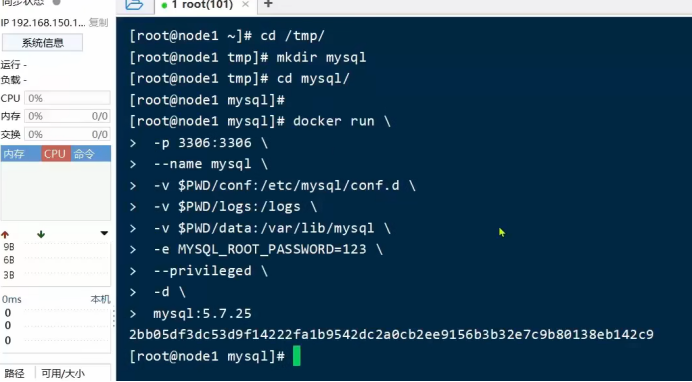 同步状态
1 root(101) × +
IP 192.168.150.1... 复制
系统信息
运行 -
负载 -
CPU 0%
内存 0% 0/0
交换 0% 0/0
内存 CPU 命令
9B
6B
3B
0ms 本机
0
0
0
路径 可用/大小
[root@node1 ~]# cd /tmp/
[root@node1 tmp]# mkdir mysql
[root@node1 tmp]# cd mysql/
[root@node1 mysql]#
[root@node1 mysql]# docker run \
> -p 3306:3306 \
> --name mysql \
> -v $PWD/conf:/etc/mysql/conf.d \
> -v $PWD/logs:/logs \
> -v $PWD/data:/var/lib/mysql \
> -e MYSQL_ROOT_PASSWORD=123 \
> --privileged \
> -d \
> mysql:5.7.25
2bb05df3dc53d9f14222fa1b9542dc2a0cb2ee9156b3b32e7c9b80138eb142c9
[root@node1 mysql]#